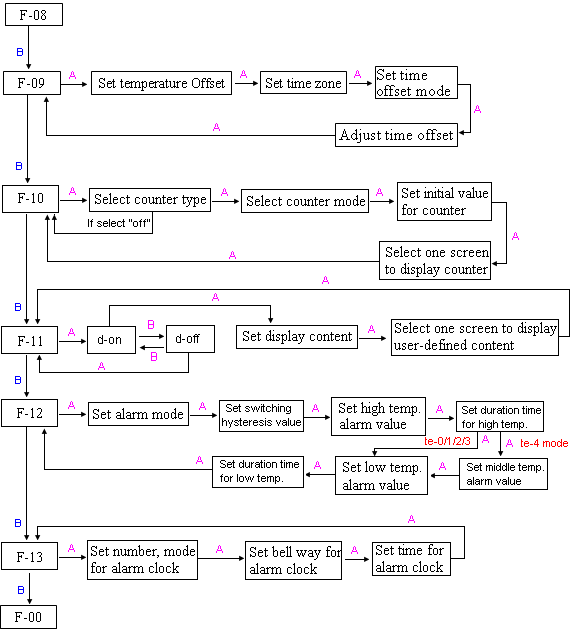 F-08
B
F-09
A
Set temperature Offset
A
Set time zone
A
Set time
offset mode
A
Adjust time offset
A
B
F-10
A
Select counter type
A
Select counter mode
A
Set initial value
for counter
If select "off"
A
Select one screen
to display counter
A
B
A
F-11
A
d-on
B
B
d-off
A
A
Set display content
A
Select one screen to display
user-defined content
B
F-12
A
Set alarm mode
A
Set switching
hysteresis value
A
Set high temp.
alarm value
A
Set duration time
for high temp.
te-0/1/2/3
A
A
te-4 mode
Set middle temp.
alarm value
A
Set low temp.
alarm value
A
Set duration time
for low temp.
A
B
F-13
A
Set number, mode
for alarm clock
A
Set bell way for
alarm clock
A
Set time for
alarm clock
A
B
F-00